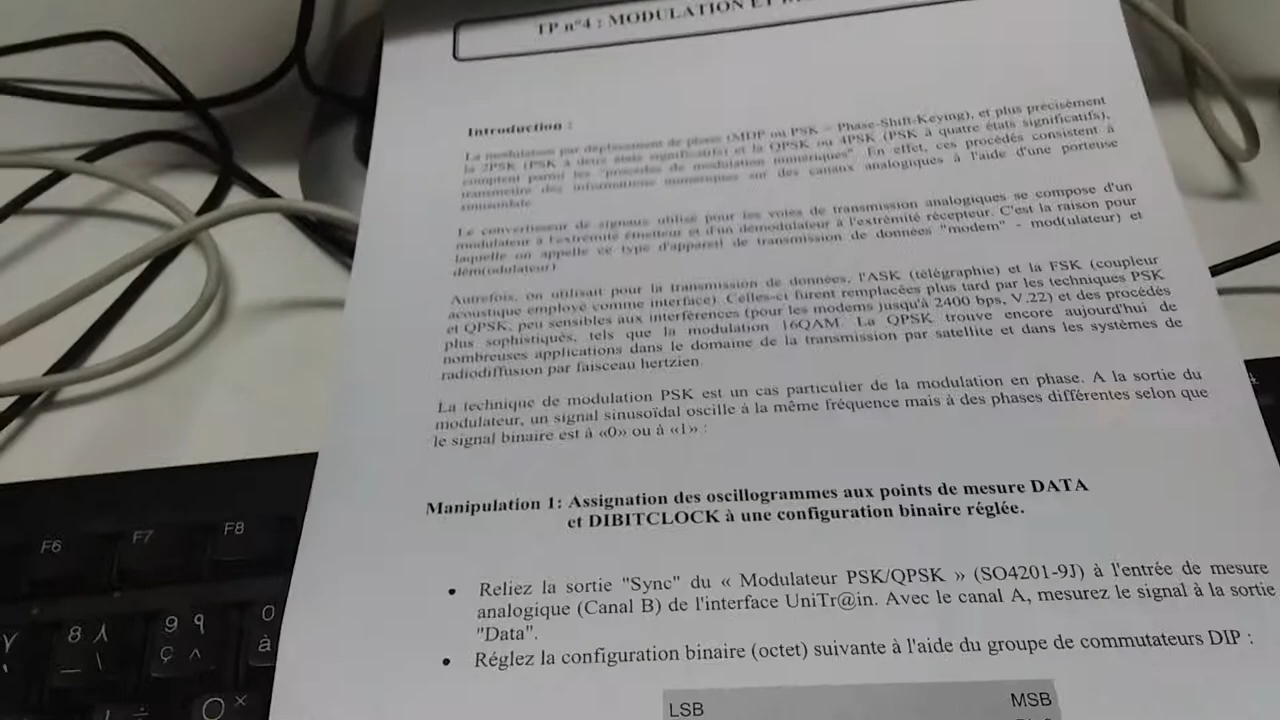 TP n°4 : MODULATION ET
Introduction :
La modulation par déplacement de phase (MDP ou PSK – Phase-Shift-Keying), et plus précisément
la 2PSK (PSK à deux états significatifs) et la QPSK ou 4PSK (PSK à quatre états significatifs),
comptent parmi les "procédés de modulation numériques". En effet, ces procédés consistent à
transmettre des informations numériques sur des canaux analogiques à l'aide d'une porteuse
sinusoïdale.
Le convertisseur de signaux utilisé pour les voies de transmission analogiques se compose d'un
modulateur à l'extrémité émetteur et d'un démodulateur à l'extrémité récepteur. C'est la raison pour
laquelle on appelle ce type d'appareil de transmission de données "modem" - mod(ulateur) et
dém(odulateur).
Autrefois, on utilisait pour la transmission de données, l'ASK (télégraphie) et la FSK (coupleur
acoustique employé comme interface). Celles-ci furent remplacées plus tard par les techniques PSK
et QPSK, peu sensibles aux interférences (pour les modems jusqu'à 2400 bps, V.22) et des procédés
plus sophistiqués, tels que la modulation 16QAM. La QPSK trouve encore aujourd'hui de
nombreuses applications dans le domaine de la transmission par satellite et dans les systèmes de
radiodiffusion par faisceau hertzien.
La technique de modulation PSK est un cas particulier de la modulation en phase. A la sortie du
modulateur, un signal sinusoïdal oscille à la même fréquence mais à des phases différentes selon que
le signal binaire est à «0» ou à «1» :
Manipulation 1: Assignation des oscillogrammes aux points de mesure DATA
et DIBITCLOCK à une configuration binaire réglée.
• Reliez la sortie "Sync" du « Modulateur PSK/QPSK » (SO4201-9J) à l'entrée de mesure
analogique (Canal B) de l'interface UniTr@in. Avec le canal A, mesurez le signal à la sortie
"Data".
• Réglez la configuration binaire (octet) suivante à l'aide du groupe de commutateurs DIP :
LSB MSB
F6 F7 F8
8 ٨ 9 ٩ 0
_ \ ç ^ à